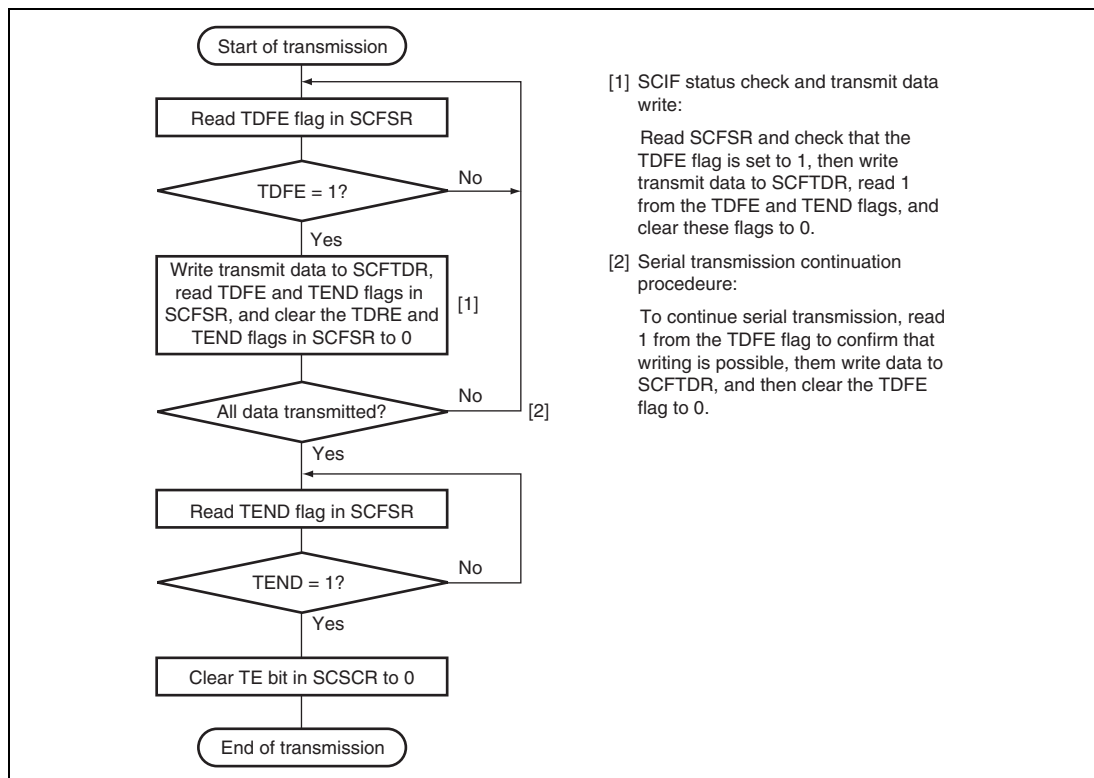 Start of transmission
Read TDFE flag in SCFSR
TDFE = 1?
No
Yes
Write transmit data to SCFTDR,
read TDFE and TEND flags in
SCFSR, and clear the TDRE and
TEND flags in SCFSR to 0
[1]
All data transmitted?
No
[2]
Yes
Read TEND flag in SCFSR
TEND = 1?
No
Yes
Clear TE bit in SCSCR to 0
End of transmission
[1] SCIF status check and transmit data
write:
Read SCFSR and check that the
TDFE flag is set to 1, then write
transmit data to SCFTDR, read 1
from the TDFE and TEND flags, and
clear these flags to 0.
[2] Serial transmission continuation
procedeure:
To continue serial transmission, read
1 from the TDFE flag to confirm that
writing is possible, them write data to
SCFTDR, and then clear the TDFE
flag to 0.